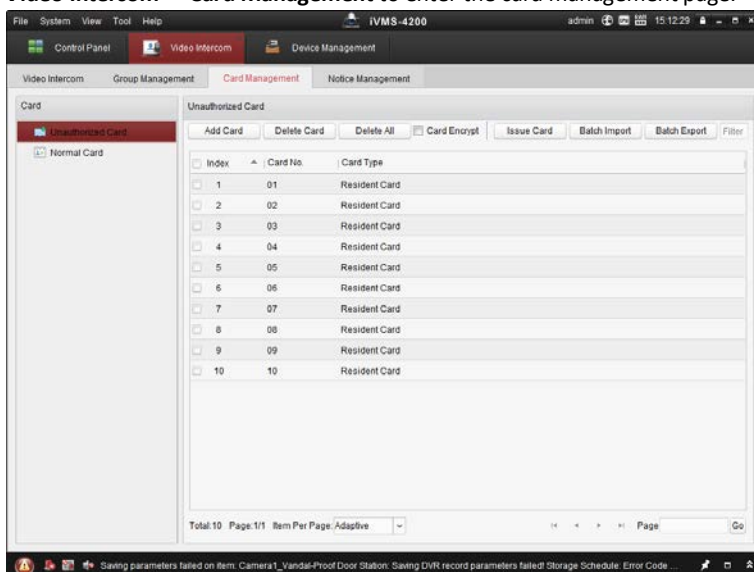 Card Management to enter the card management page.
File System View Tool Help iVMS-4200 admin 15:12:29
Control Panel Video Intercom Device Management
Video Intercom Group Management Card Management Notice Management
Card Unauthorized Card
Unauthorized Card Add Card Delete Card Delete All Card Encrypt Issue Card Batch Import Batch Export Filter
Normal Card
Index Card No. Card Type
1 01 Resident Card
2 02 Resident Card
3 03 Resident Card
4 04 Resident Card
5 05 Resident Card
6 06 Resident Card
7 07 Resident Card
8 08 Resident Card
9 09 Resident Card
10 10 Resident Card
Total:10 Page:1/1 Item Per Page: Adaptive Page Go
Saving parameters failed on item: Camera1_Vandal-Proof Door Station: Saving DVR record parameters failed! Storage Schedule: Error Code ...